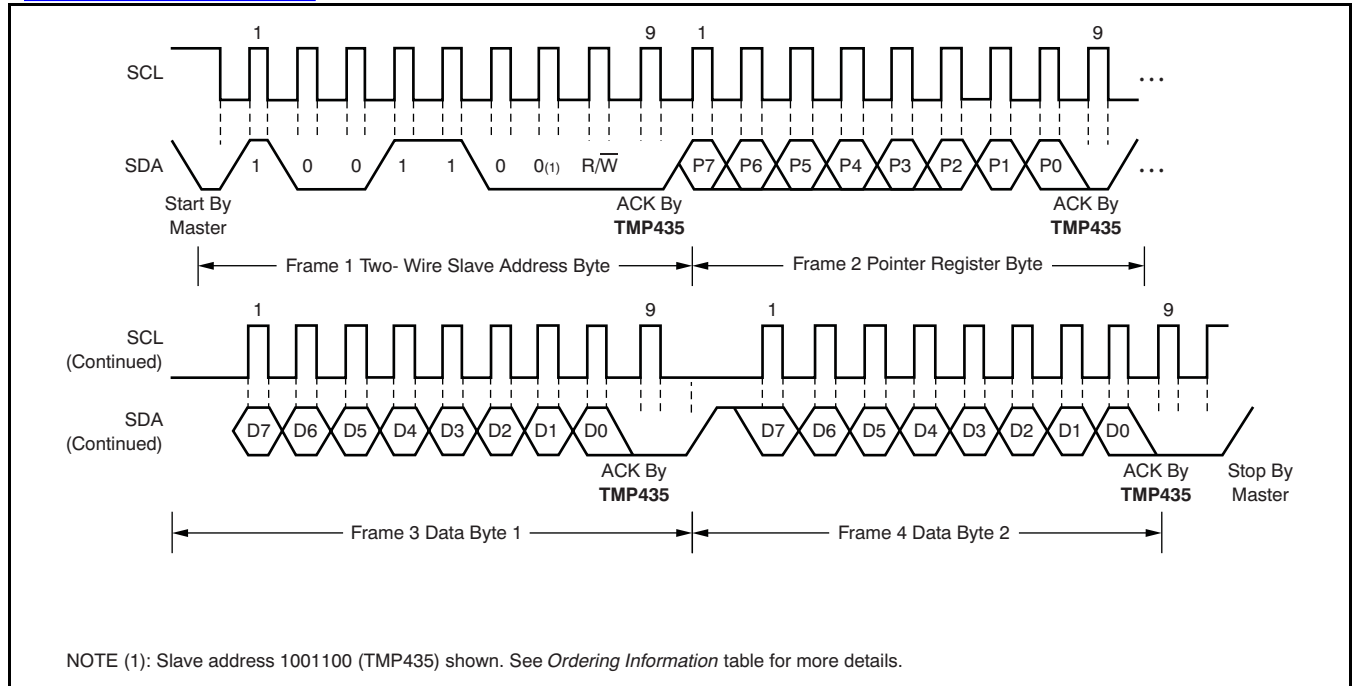 1 9 1 9
SCL ...
SDA 1 0 0 1 1 0 0(1) R/W̅ P7 P6 P5 P4 P3 P2 P1 P0 ...
Start By Master
ACK By TMP435
ACK By TMP435
Frame 1 Two- Wire Slave Address Byte
Frame 2 Pointer Register Byte
1 9 1 9
SCL
(Continued)
SDA
(Continued)
D7 D6 D5 D4 D3 D2 D1 D0 D7 D6 D5 D4 D3 D2 D1 D0
ACK By TMP435
ACK By TMP435
Stop By Master
Frame 3 Data Byte 1
Frame 4 Data Byte 2
NOTE (1): Slave address 1001100 (TMP435) shown. See Ordering Information table for more details.